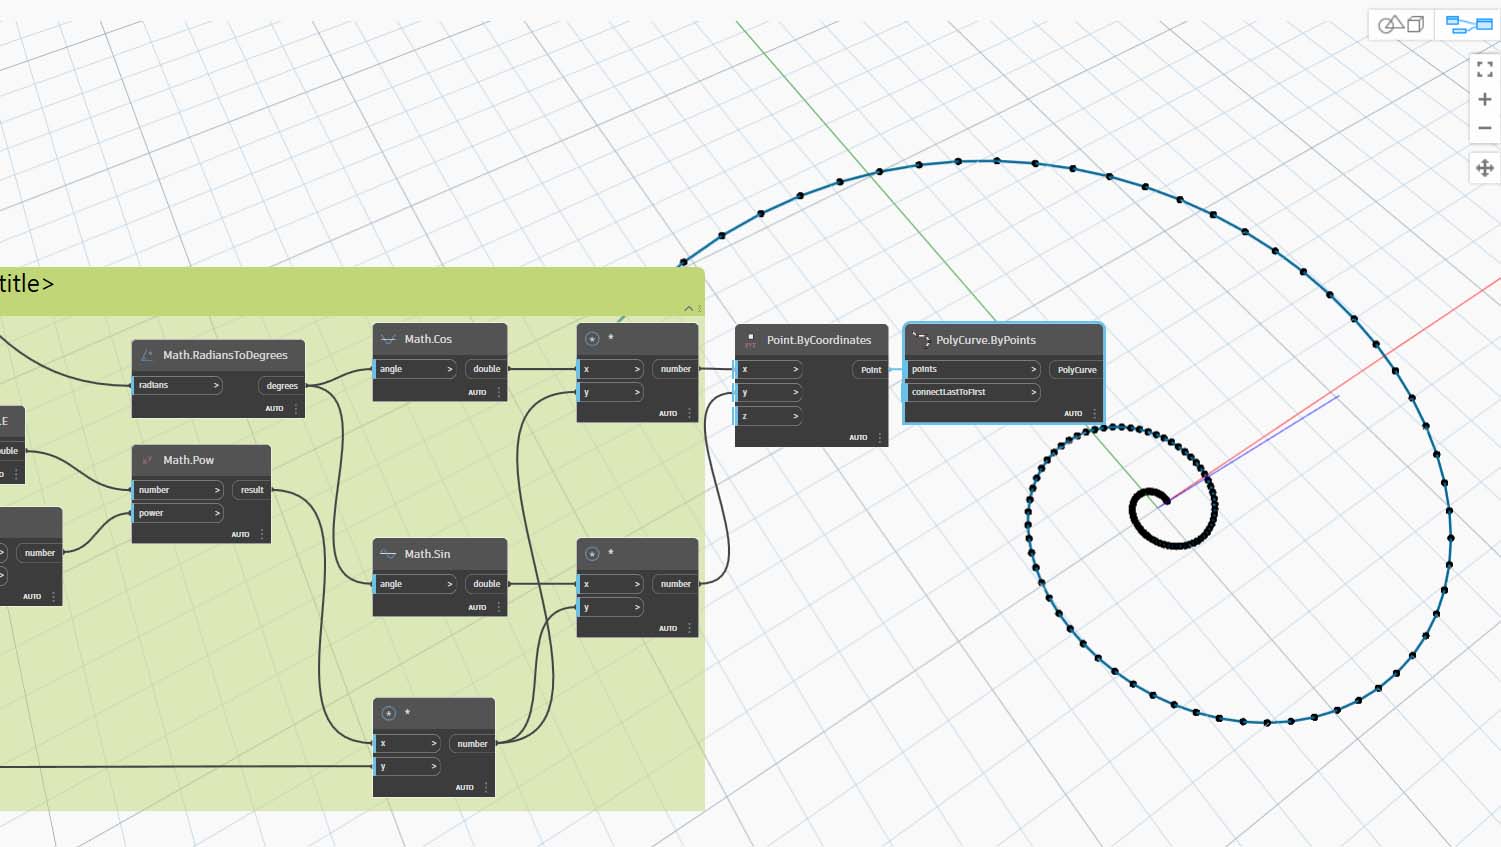 title>
Math.RadiansToDegrees
radians >
degrees
AUTO
Math.Cos
angle >
double
AUTO
*
x >
number
y >
AUTO
Point.ByCoordinates
x >
Point
y >
z >
AUTO
PolyCurve.ByPoints
points >
PolyCurve
connectLastToFirst >
AUTO
Math.Pow
number >
result
power >
AUTO
number
AUTO
Math.Sin
angle >
double
AUTO
*
x >
number
y >
AUTO
*
x >
number
y >
AUTO